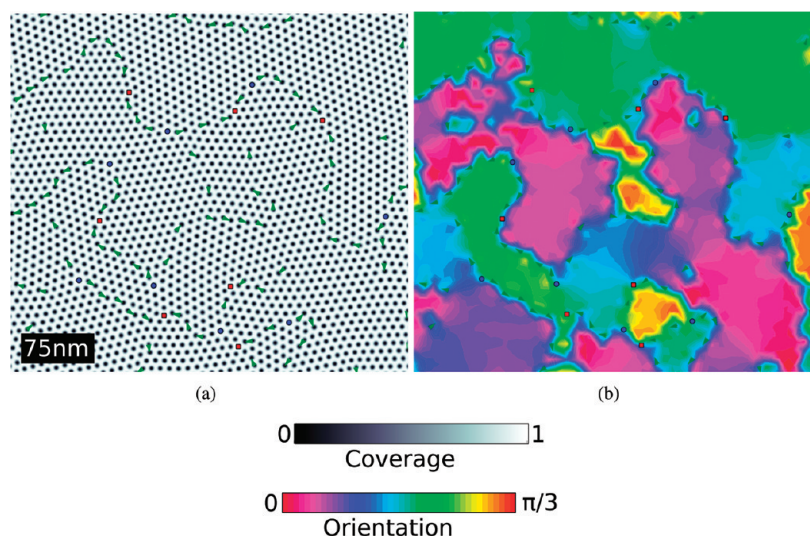 75nm
(a) (b)
0 1
Coverage
0 π/3
Orientation